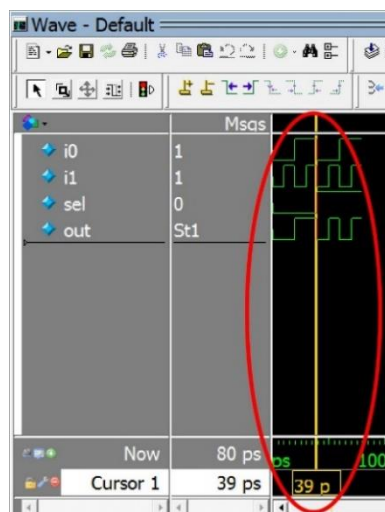 Wave - Default
Msgs
i0 1
i1 1
sel 0
out St1
Now 80 ps ps 100
Cursor 1 39 ps 39 p